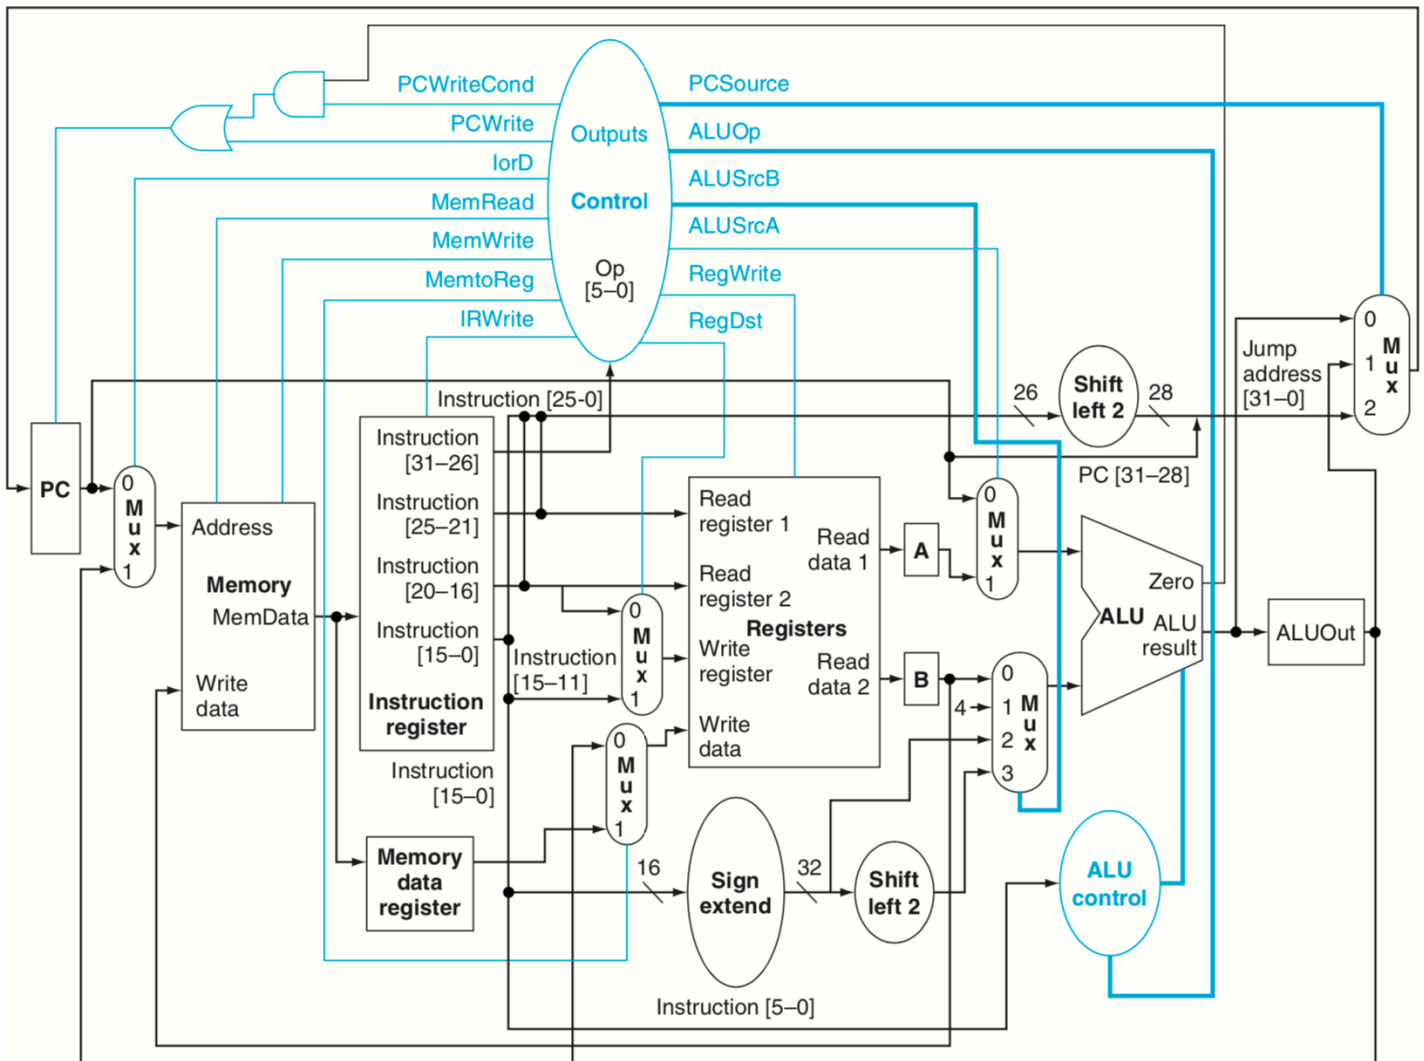 PCWriteCond
PCWrite
IorD
MemRead
MemWrite
MemtoReg
IRWrite
Outputs
Control
Op
[5–0]
PCSource
ALUOp
ALUSrcB
ALUSrcA
RegWrite
RegDst
PC
0
M
u
x
1
Address
Memory
MemData
Write
data
Instruction [25-0]
Instruction
[31–26]
Instruction
[25–21]
Instruction
[20–16]
Instruction
[15–0]
Instruction
register
Instruction
[15–0]
Memory
data
register
Instruction
[15–11]
0
M
u
x
1
0
M
u
x
1
Read
register 1
Read
register 2
Registers
Write
register
Write
data
Read
data 1
Read
data 2
A
B
4
0
M
u
x
1
0
1
2
3
M
u
x
16
Sign
extend
32
Shift
left 2
Instruction [5–0]
ALU
control
26
Shift
left 2
28
PC [31–28]
Jump
address
[31–0]
Zero
ALU
ALU
result
ALUOut
0
1
2
M
u
x